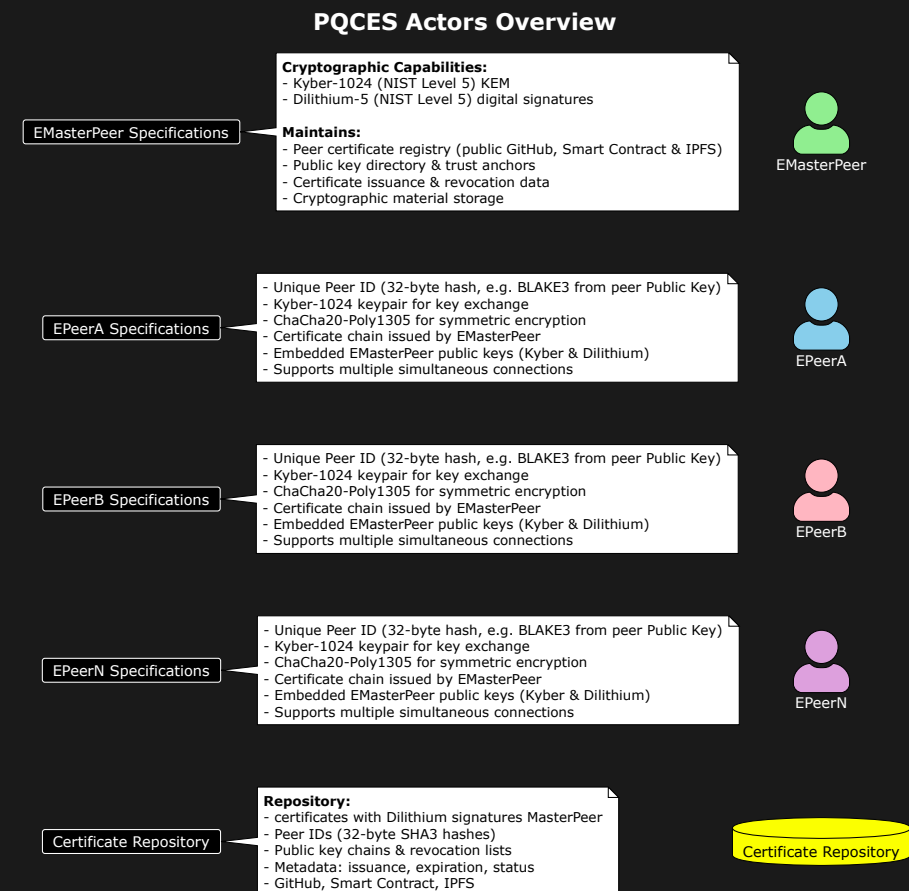 PQCES Actors Overview
EMasterPeer Specifications
Cryptographic Capabilities:
- Kyber-1024 (NIST Level 5) KEM
- Dilithium-5 (NIST Level 5) digital signatures
Maintains:
- Peer certificate registry (public GitHub, Smart Contract & IPFS)
- Public key directory & trust anchors
- Certificate issuance & revocation data
- Cryptographic material storage
EMasterPeer
EPeerA Specifications
- Unique Peer ID (32-byte hash, e.g. BLAKE3 from peer Public Key)
- Kyber-1024 keypair for key exchange
- ChaCha20-Poly1305 for symmetric encryption
- Certificate chain issued by EMasterPeer
- Embedded EMasterPeer public keys (Kyber & Dilithium)
- Supports multiple simultaneous connections
EPeerA
EPeerB Specifications
- Unique Peer ID (32-byte hash, e.g. BLAKE3 from peer Public Key)
- Kyber-1024 keypair for key exchange
- ChaCha20-Poly1305 for symmetric encryption
- Certificate chain issued by EMasterPeer
- Embedded EMasterPeer public keys (Kyber & Dilithium)
- Supports multiple simultaneous connections
EPeerB
EPeerN Specifications
- Unique Peer ID (32-byte hash, e.g. BLAKE3 from peer Public Key)
- Kyber-1024 keypair for key exchange
- ChaCha20-Poly1305 for symmetric encryption
- Certificate chain issued by EMasterPeer
- Embedded EMasterPeer public keys (Kyber & Dilithium)
- Supports multiple simultaneous connections
EPeerN
Certificate Repository
Repository:
- certificates with Dilithium signatures MasterPeer
- Peer IDs (32-byte SHA3 hashes)
- Public key chains & revocation lists
- Metadata: issuance, expiration, status
- GitHub, Smart Contract, IPFS
Certificate Repository